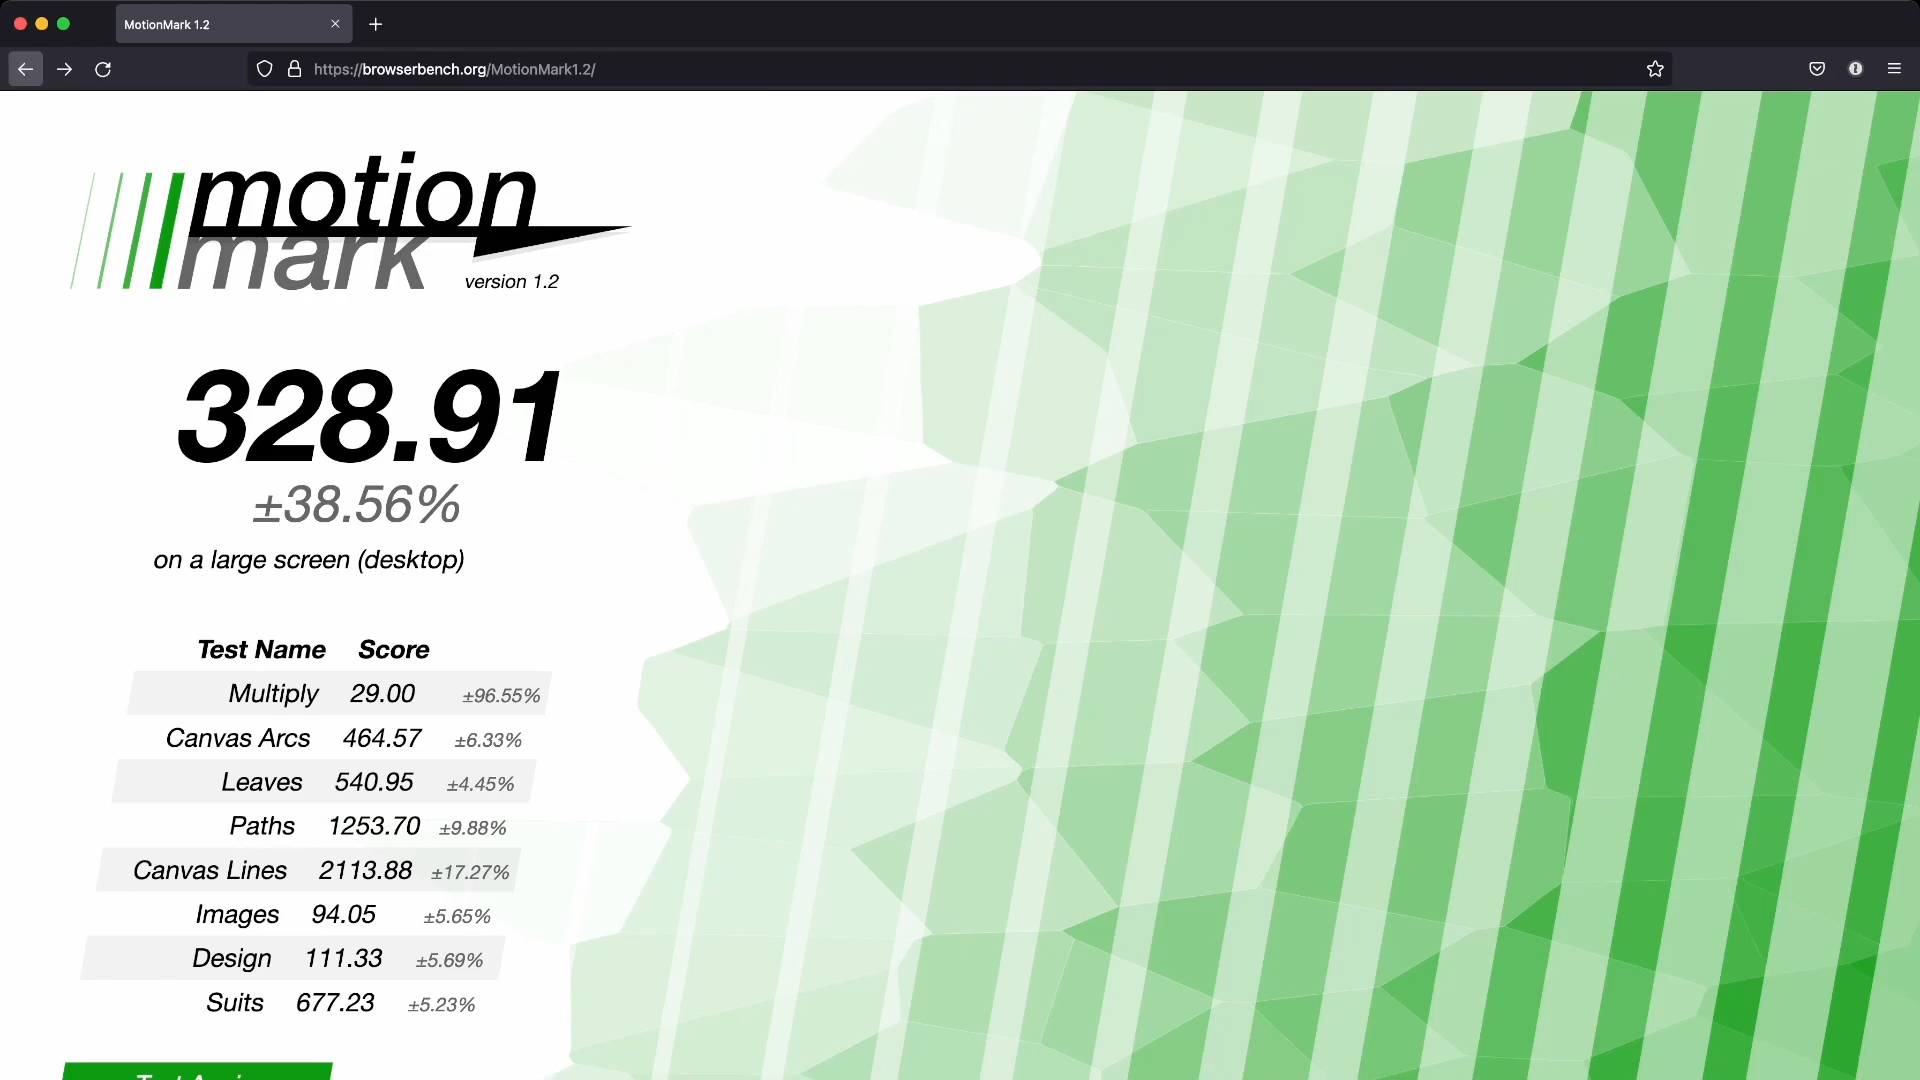 MotionMark 1.2
https://browserbench.org/MotionMark1.2/
motion
mark
version 1.2
328.91
±38.56%
on a large screen (desktop)
Test Name Score
Multiply 29.00 ±96.55%
Canvas Arcs 464.57 ±6.33%
Leaves 540.95 ±4.45%
Paths 1253.70 ±9.88%
Canvas Lines 2113.88 ±17.27%
Images 94.05 ±5.65%
Design 111.33 ±5.69%
Suits 677.23 ±5.23%